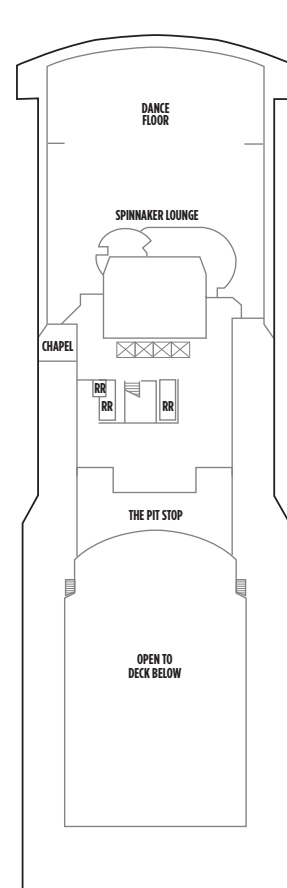 DANCE
FLOOR
SPINNAKER LOUNGE
CHAPEL
RR
RR
RR
THE PIT STOP
OPEN TO
DECK BELOW